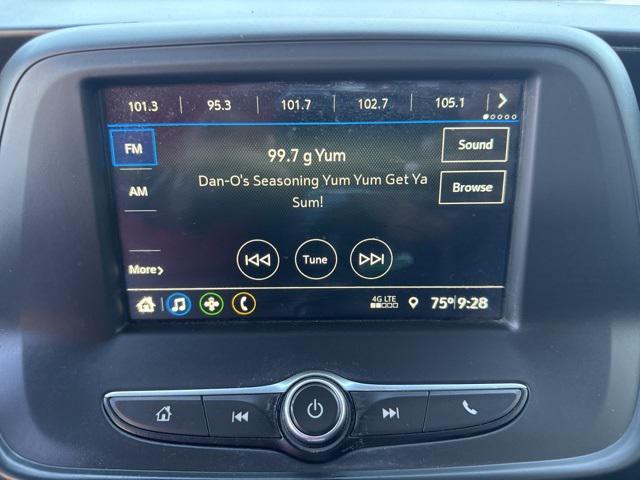 101.3 95.3 101.7 102.7 105.1
FM
99.7 g Yum
Sound
AM
Dan-O's Seasoning Yum Yum Get Ya
Sum!
Browse
Tune
More
4G LTE
75° 9:28